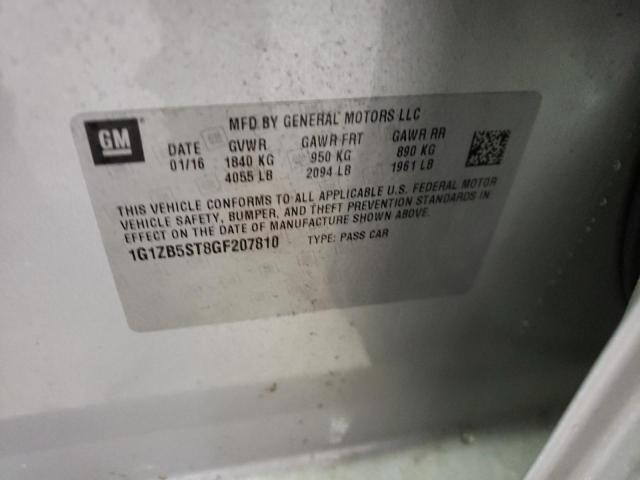 GM
MFD BY GENERAL MOTORS LLC
DATE GVWR GAWR FRT GAWR RR
01/16 1840 KG 950 KG 890 KG
4055 LB 2094 LB 1961 LB
THIS VEHICLE CONFORMS TO ALL APPLICABLE U.S. FEDERAL MOTOR
VEHICLE SAFETY, BUMPER, AND THEFT PREVENTION STANDARDS IN
EFFECT ON THE DATE OF MANUFACTURE SHOWN ABOVE.
1G1ZB5ST8GF207810 TYPE: PASS CAR